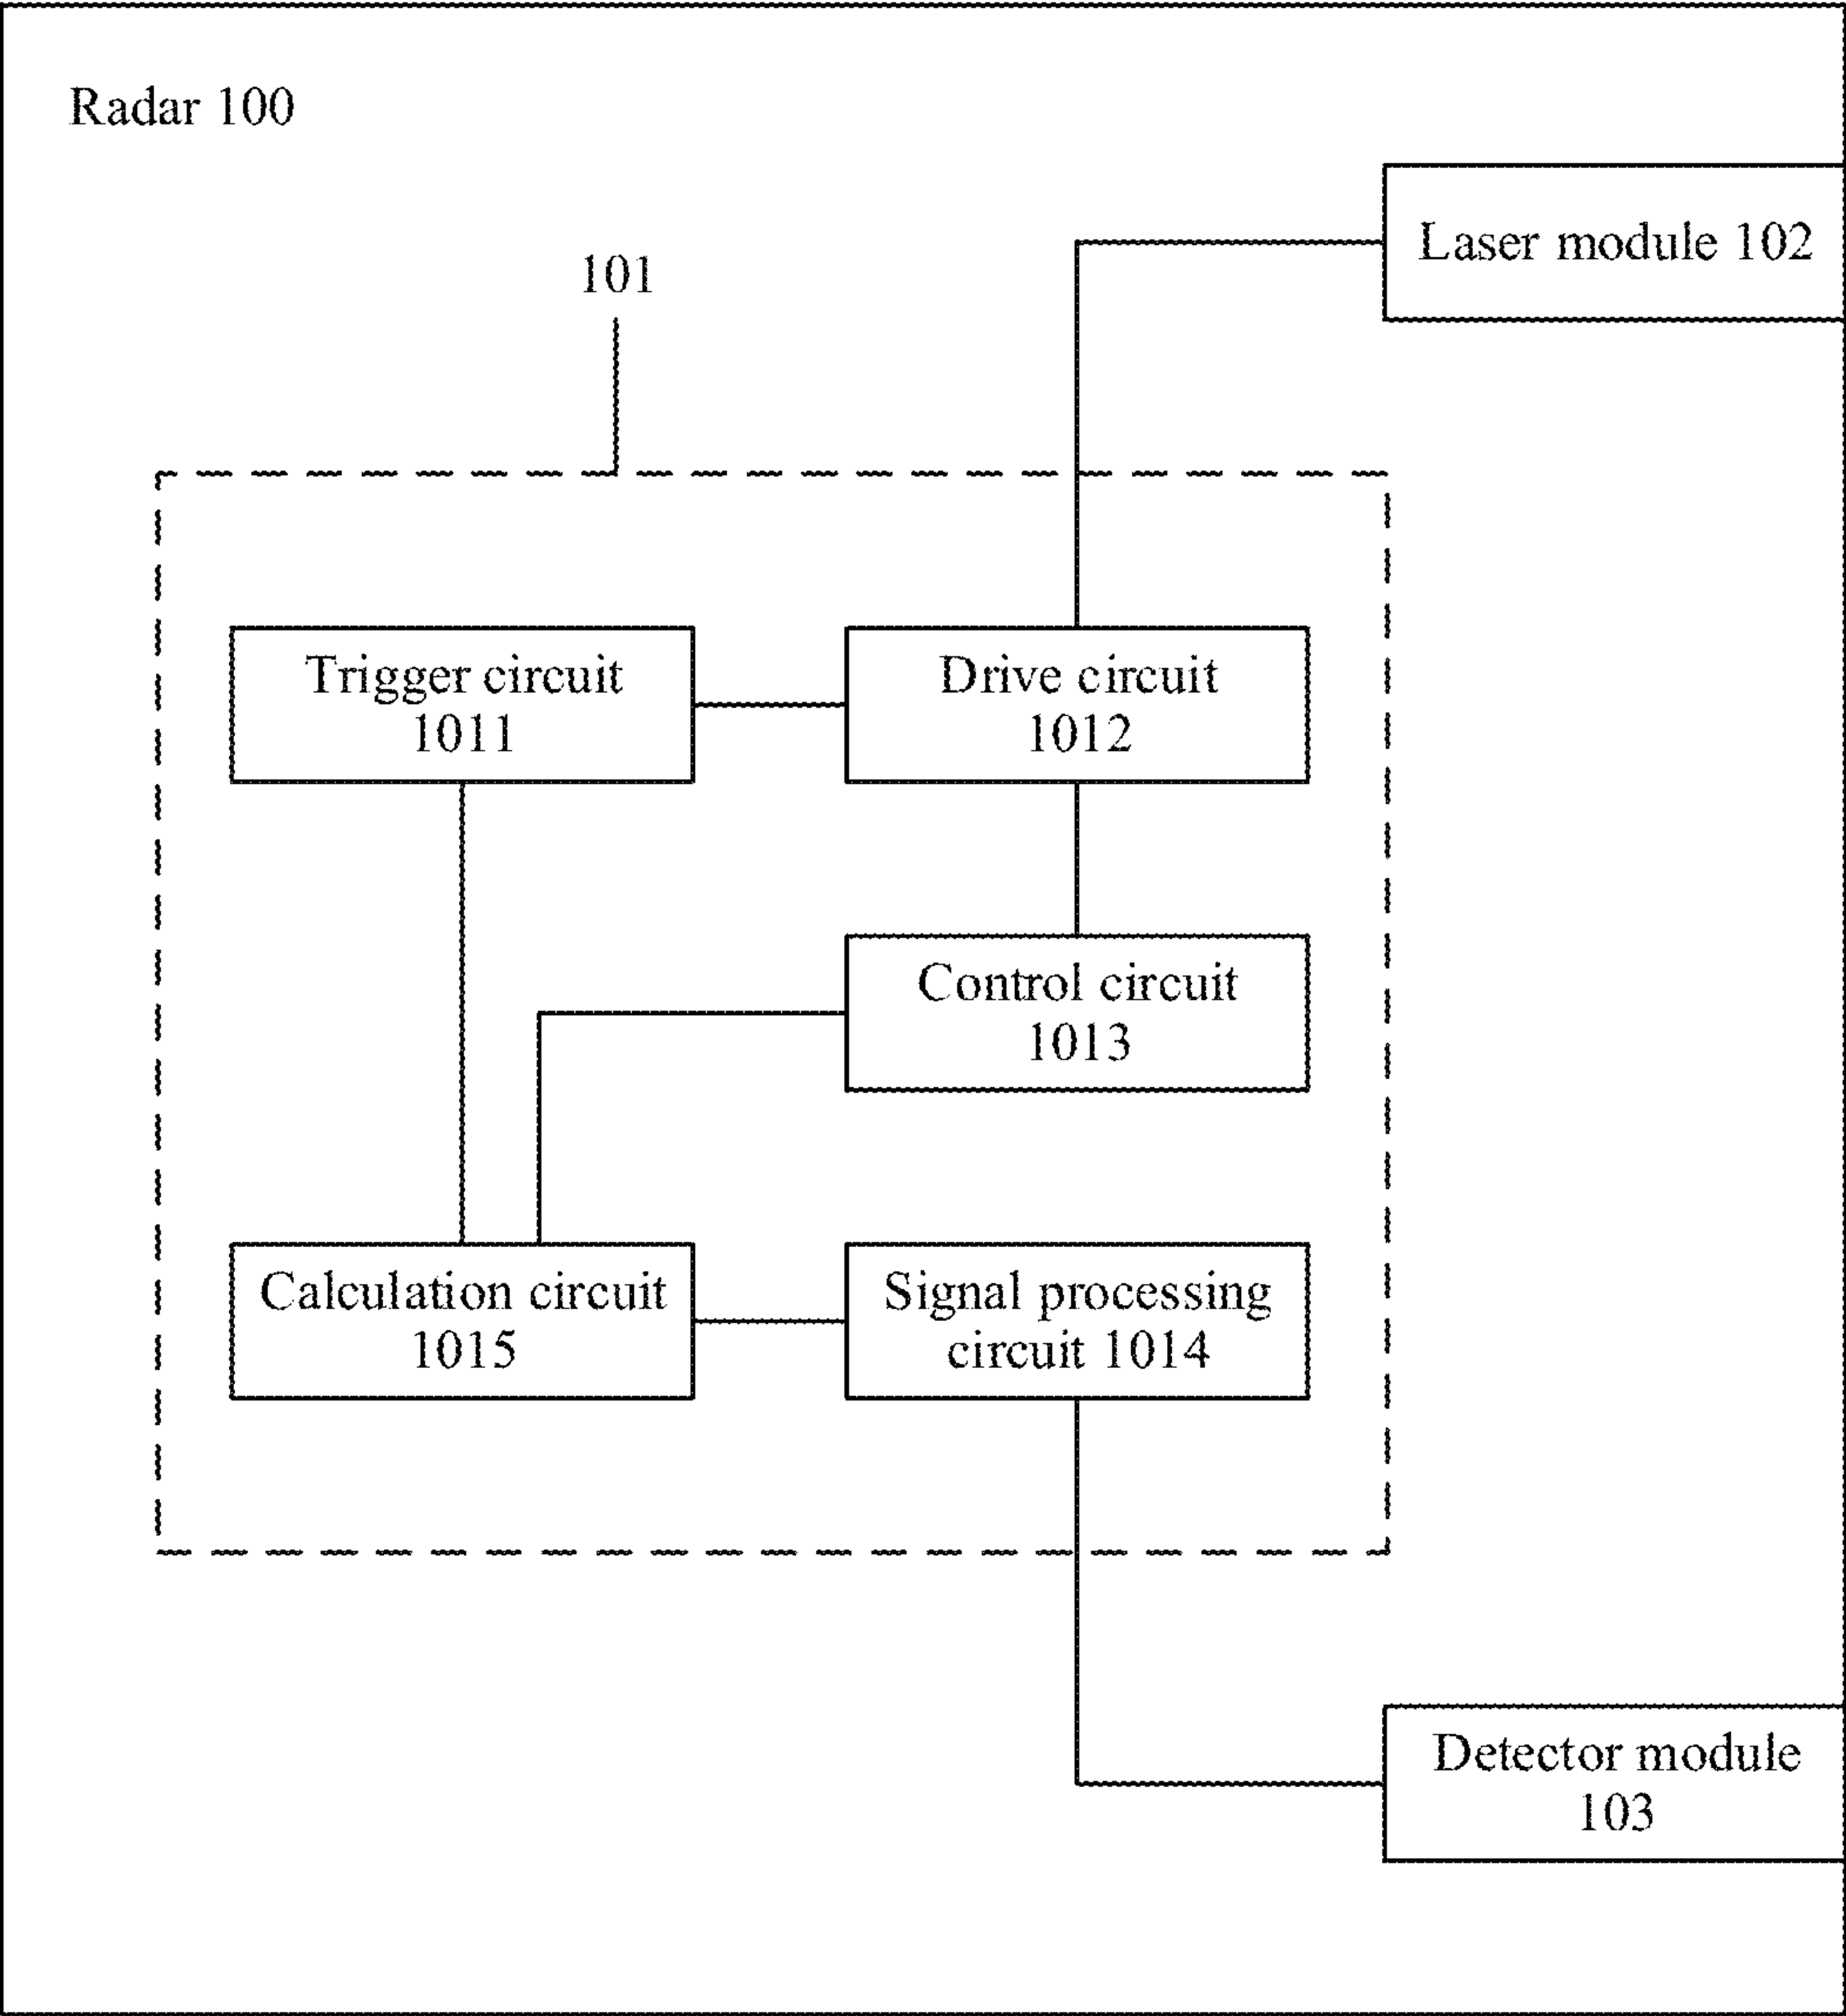 Radar 100
Laser module 102
101
Trigger circuit
1011
Drive circuit
1012
Control circuit
1013
Calculation circuit
1015
Signal processing
circuit 1014
Detector module
103